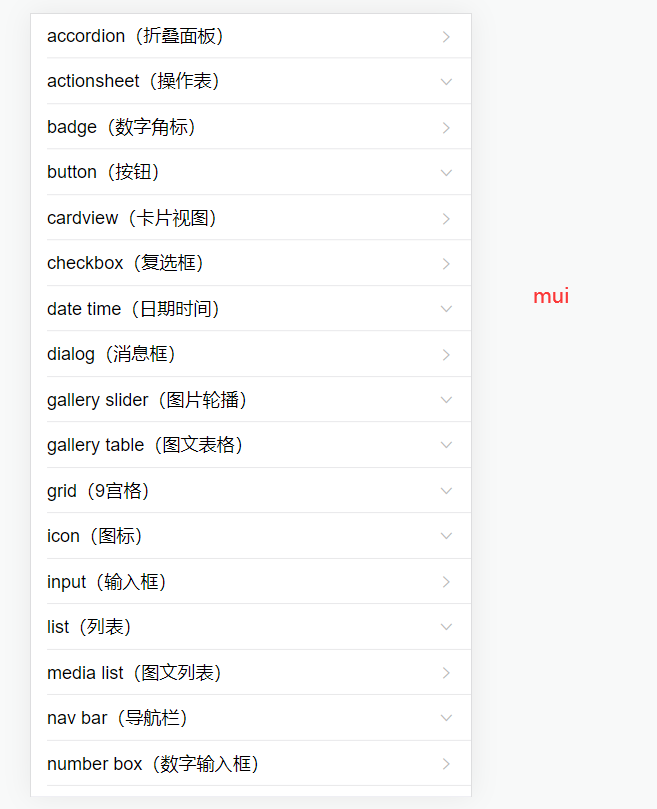 accordion（折叠面板）
actionsheet（操作表）
badge（数字角标）
button（按钮）
cardview（卡片视图）
checkbox（复选框）
date time（日期时间）
dialog（消息框）
gallery slider（图片轮播）
gallery table（图文表格）
grid（9宫格）
icon（图标）
input（输入框）
list（列表）
media list（图文列表）
nav bar（导航栏）
number box（数字输入框）
mui